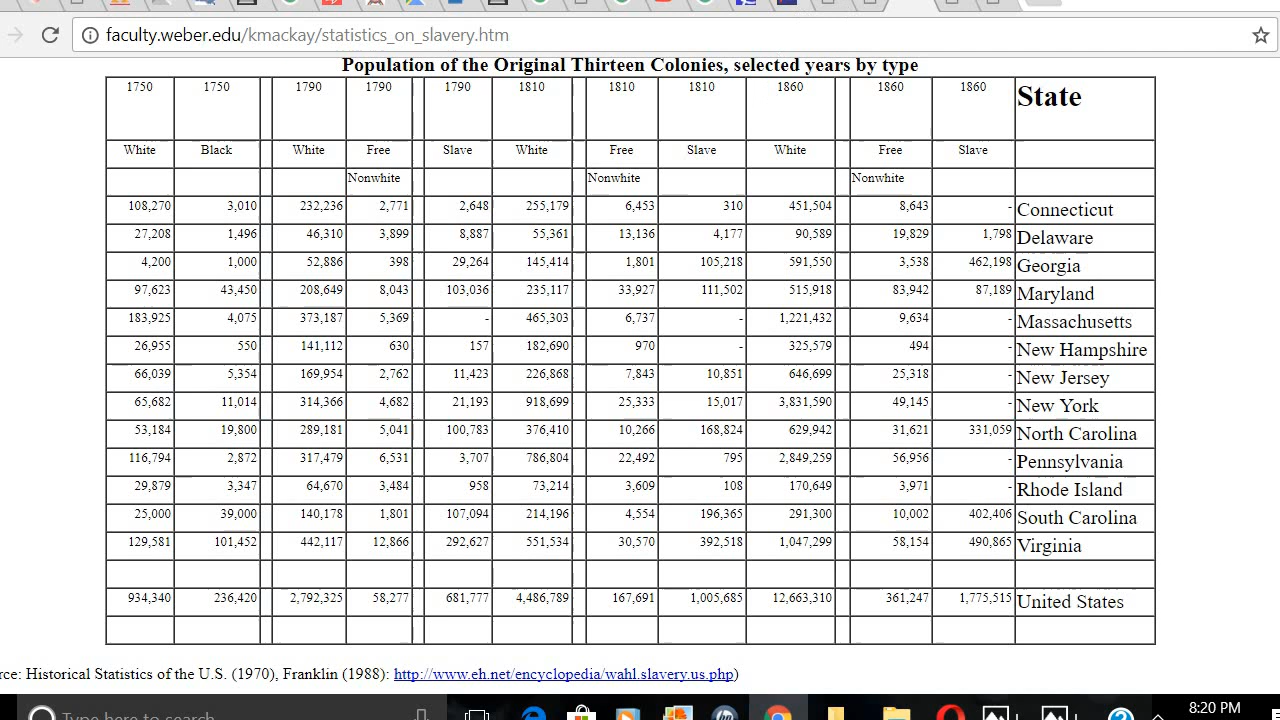 faculty.weber.edu/kmackay/statistics_on_slavery.htm
Population of the Original Thirteen Colonies, selected years by type
1750 1750 1790 1790 1790 1810 1810 1810 1860 1860 1860 State
White Black White Free Slave White Free Slave White Free Slave
Nonwhite Nonwhite Nonwhite
108,270 3,010 232,236 2,771 2,648 255,179 6,453 310 451,504 8,643 - Connecticut
27,208 1,496 46,310 3,899 8,887 55,361 13,136 4,177 90,589 19,829 1,798 Delaware
4,200 1,000 52,886 398 29,264 145,414 1,801 105,218 591,550 3,538 462,198 Georgia
97,623 43,450 208,649 8,043 103,036 235,117 33,927 111,502 515,918 83,942 87,189 Maryland
183,925 4,075 373,187 5,369 - 465,303 6,737 - 1,221,432 9,634 - Massachusetts
26,955 550 141,112 630 157 182,690 970 - 325,579 494 - New Hampshire
66,039 5,354 169,954 2,762 11,423 226,868 7,843 10,851 646,699 25,318 - New Jersey
65,682 11,014 314,366 4,682 21,193 918,699 25,333 15,017 3,831,590 49,145 - New York
53,184 19,800 289,181 5,041 100,783 376,410 10,266 168,824 629,942 31,621 331,059 North Carolina
116,794 2,872 317,479 6,531 3,707 786,804 22,492 795 2,849,259 56,956 - Pennsylvania
29,879 3,347 64,670 3,484 958 73,214 3,609 108 170,649 3,971 - Rhode Island
25,000 39,000 140,178 1,801 107,094 214,196 4,554 196,365 291,300 10,002 402,406 South Carolina
129,581 101,452 442,117 12,866 292,627 551,534 30,570 392,518 1,047,299 58,154 490,865 Virginia
934,340 236,420 2,792,325 58,277 681,777 4,486,789 167,691 1,005,685 12,663,310 361,247 1,775,515 United States
rce: Historical Statistics of the U.S. (1970), Franklin (1988): http://www.eh.net/encyclopedia/wahl.slavery.us.php)
Type here to search
8:20 PM